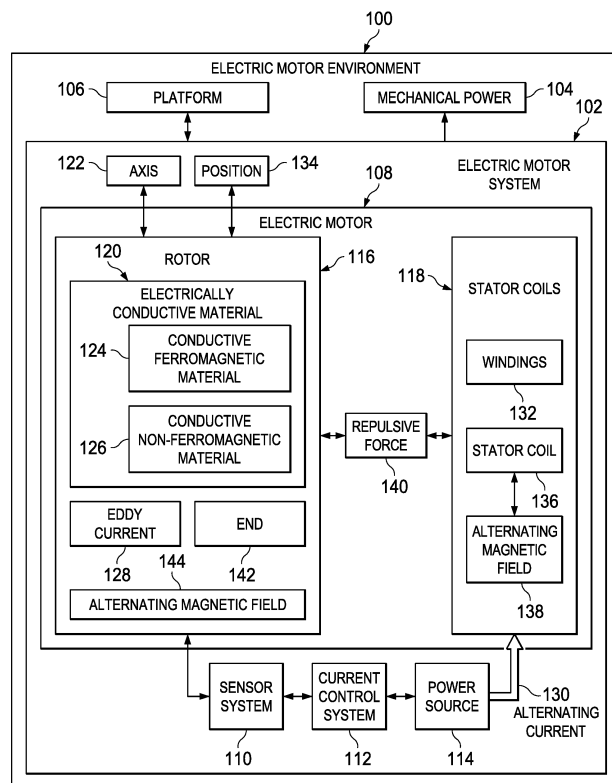 100
ELECTRIC MOTOR ENVIRONMENT
106
PLATFORM
MECHANICAL POWER
104
102
122
AXIS
POSITION
134
ELECTRIC MOTOR
SYSTEM
108
ELECTRIC MOTOR
120
ROTOR
116
ELECTRICALLY
CONDUCTIVE MATERIAL
124
CONDUCTIVE
FERROMAGNETIC
MATERIAL
126
CONDUCTIVE
NON-FERROMAGNETIC
MATERIAL
EDDY
CURRENT
128
END
142
144
ALTERNATING MAGNETIC FIELD
REPULSIVE
FORCE
140
118
STATOR COILS
WINDINGS
132
STATOR COIL
136
ALTERNATING
MAGNETIC
FIELD
138
SENSOR
SYSTEM
110
CURRENT
CONTROL
SYSTEM
112
POWER
SOURCE
114
130
ALTERNATING
CURRENT